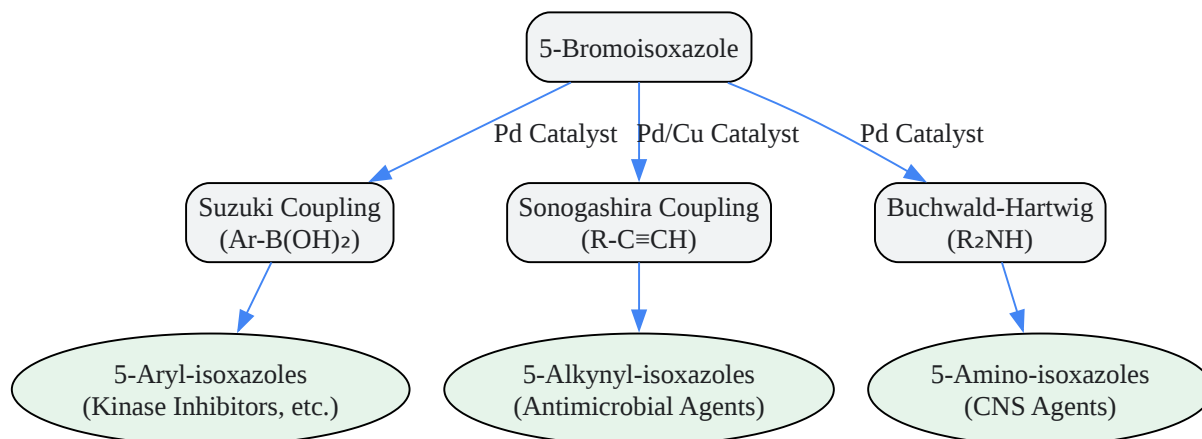 5-Bromoisoxazole
Pd Catalyst
Pd/Cu Catalyst
Pd Catalyst
Suzuki Coupling
(Ar-B(OH)₂)
Sonogashira Coupling
(R-C≡CH)
Buchwald-Hartwig
(R₂NH)
5-Aryl-isoxazoles
(Kinase Inhibitors, etc.)
5-Alkynyl-isoxazoles
(Antimicrobial Agents)
5-Amino-isoxazoles
(CNS Agents)